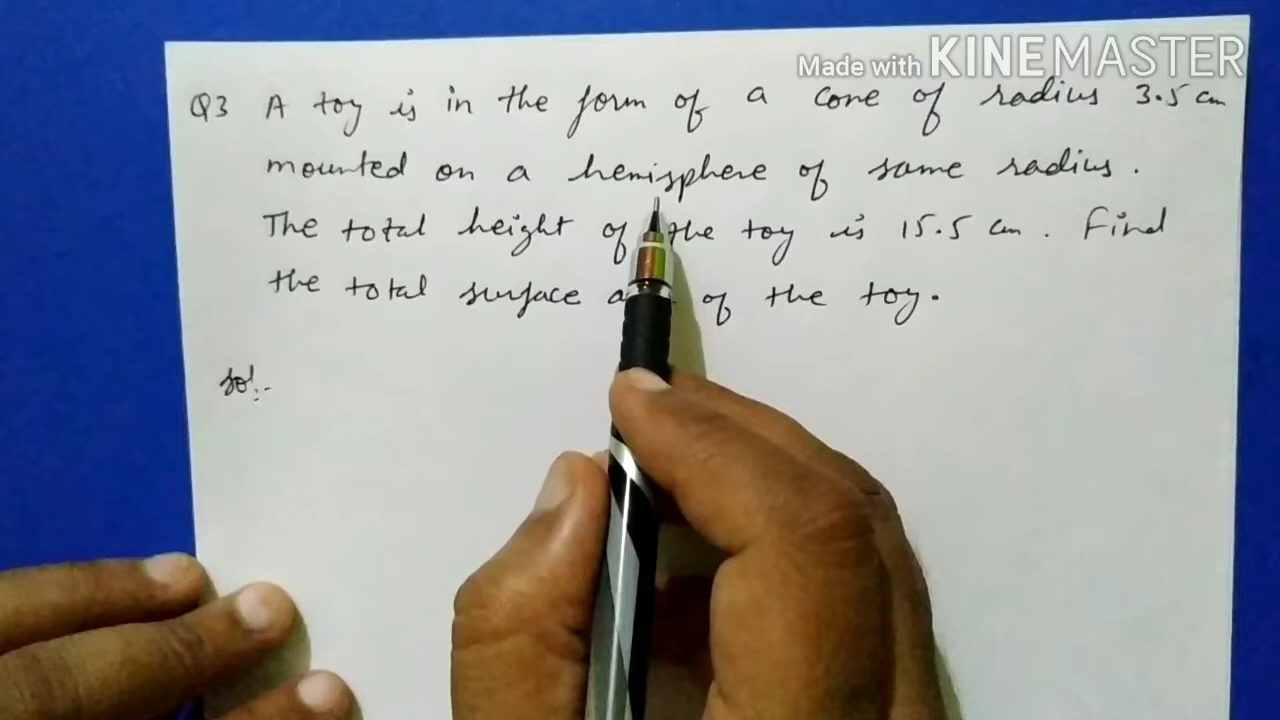 Made with KINEMASTER
Q3 A toy is in the form of a cone of radius 3.5 cm
mounted on a hemisphere of same radius.
The total height of the toy is 15.5 cm. Find
the total surface of the toy.
Sol:-